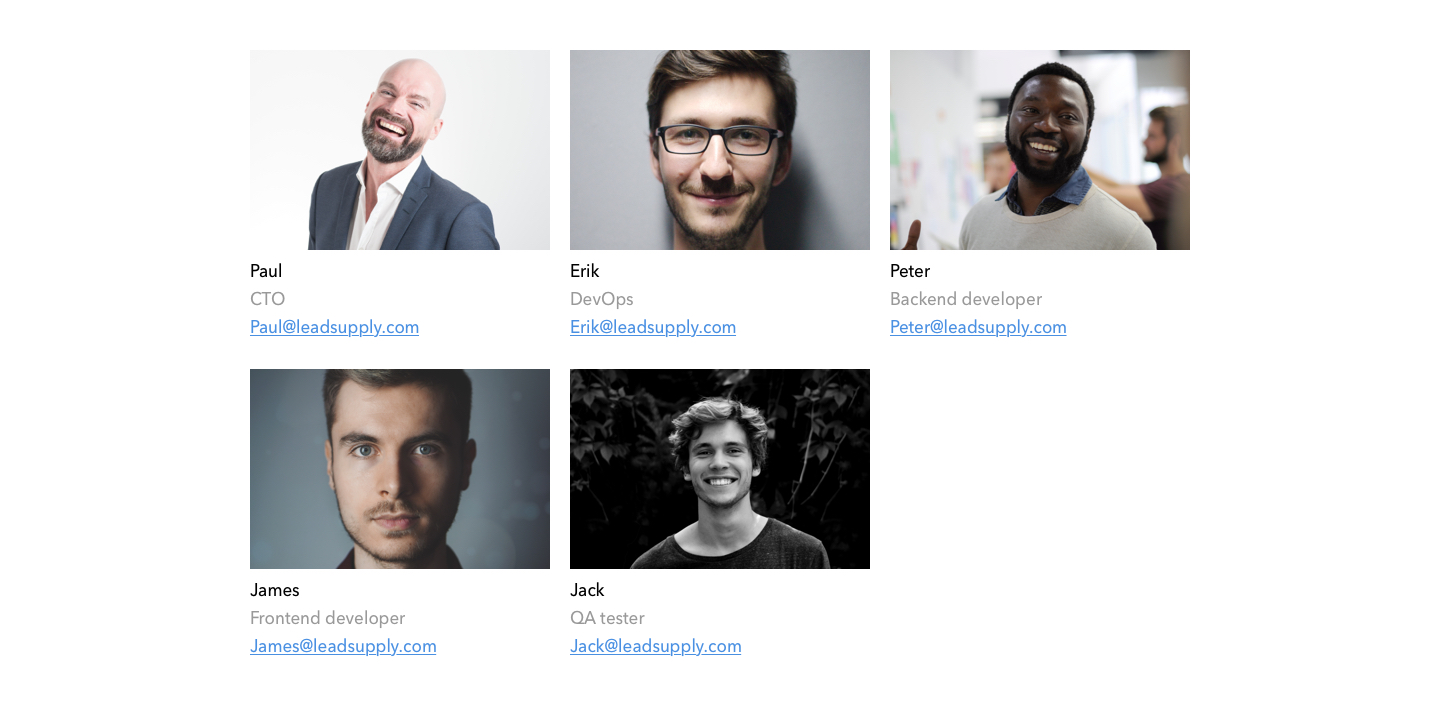 Paul
CTO
Paul@leadsupply.com
Erik
DevOps
Erik@leadsupply.com
Peter
Backend developer
Peter@leadsupply.com
James
Frontend developer
James@leadsupply.com
Jack
QA tester
Jack@leadsupply.com